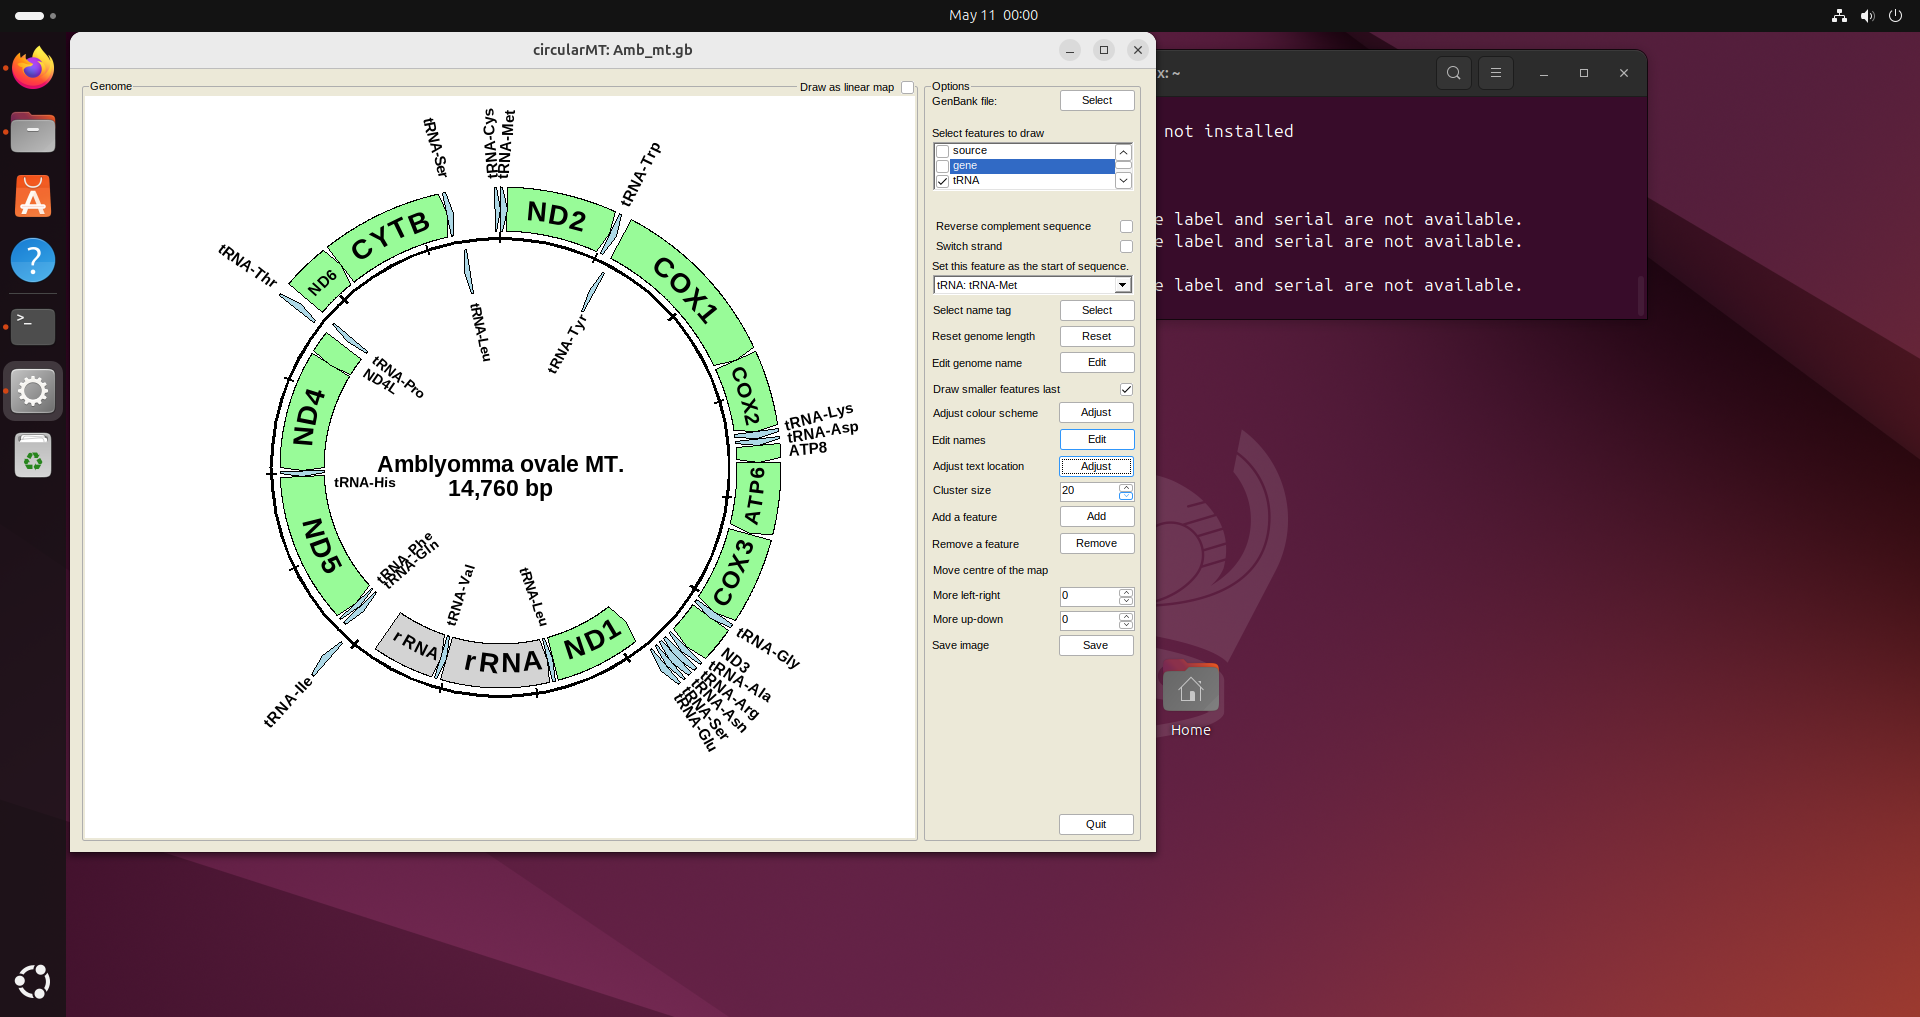 May 11 00:00
circularMT: Amb_mt.gb
x: ~
Genome
Draw as linear map
Options
GenBank file:
Select
Select features to draw
source
gene
tRNA
Reverse complement sequence
Switch strand
Set this feature as the start of sequence.
tRNA: tRNA-Met
Select name tag
Select
Reset genome length
Reset
Edit genome name
Edit
Draw smaller features last
Adjust colour scheme
Adjust
Edit names
Edit
Adjust text location
Adjust
Cluster size
20
Add a feature
Add
Remove a feature
Remove
Move centre of the map
More left-right
0
More up-down
0
Save image
Save
Quit
tRNA-Ser
tRNA-Cys
tRNA-Met
tRNA-Trp
ND2
CYTB
ND6
tRNA-Thr
COX1
tRNA-Leu
tRNA-Tyr
tRNA-Pro
ND4L
ND4
COX2
tRNA-Lys
tRNA-Asp
ATP8
Amblyomma ovale MT.
14,760 bp
tRNA-His
ATP6
ND5
tRNA-Phe
tRNA-Gln
COX3
tRNA-Val
tRNA-Leu
rRNA
rRNA
ND1
tRNA-Gly
ND3
tRNA-Ala
tRNA-Arg
tRNA-Asn
tRNA-Ser
tRNA-Glu
tRNA-Ile
not installed
e label and serial are not available.
e label and serial are not available.
e label and serial are not available.
>_
Home